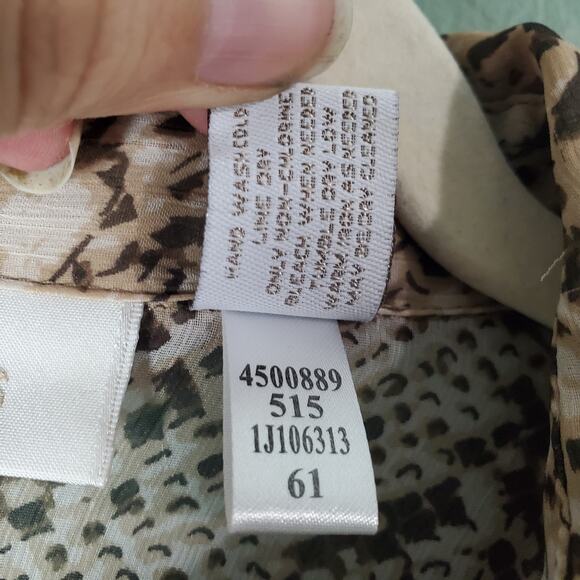 HAND WASH COLD
LINE DRY
ONLY NON-CHLORINE
BLEACH WHEN NEEDED
TUMBLE DRY LOW
WARM IRON AS NEEDED
MAY BE DRY CLEANED
4500889
515
1J106313
61